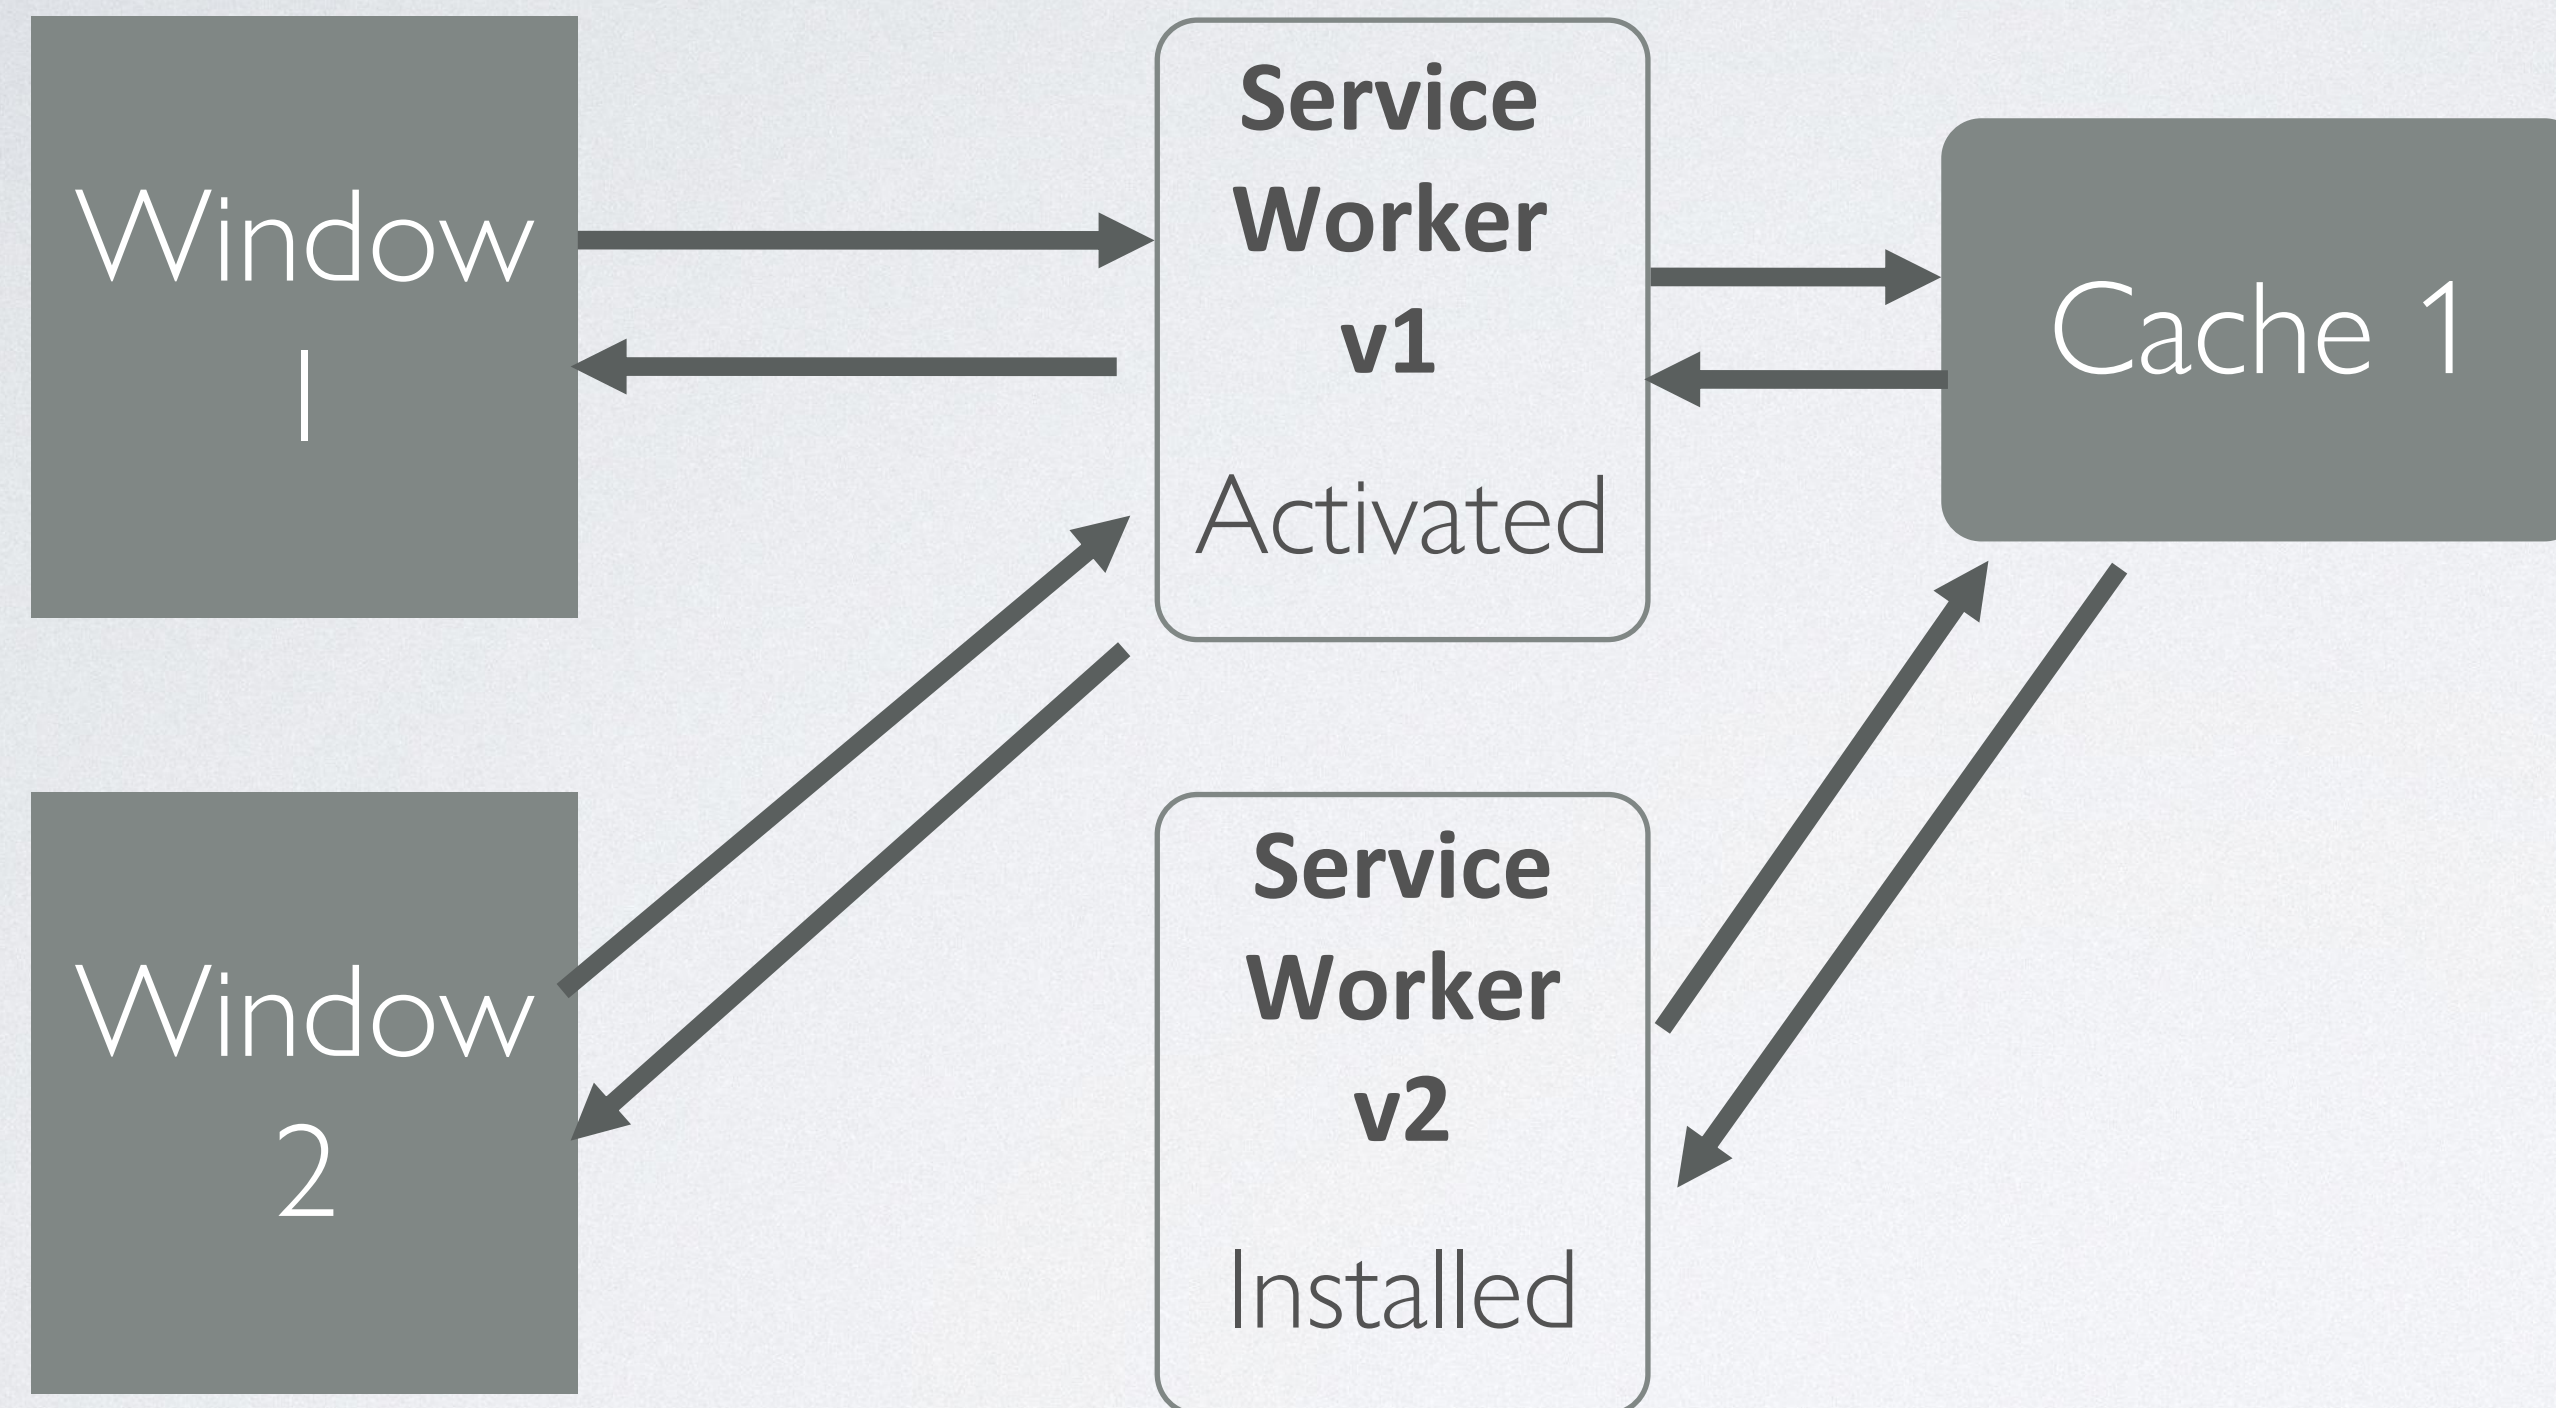 Window
1
Service
Worker
v1
Activated
Cache 1
Window
2
Service
Worker
v2
Installed